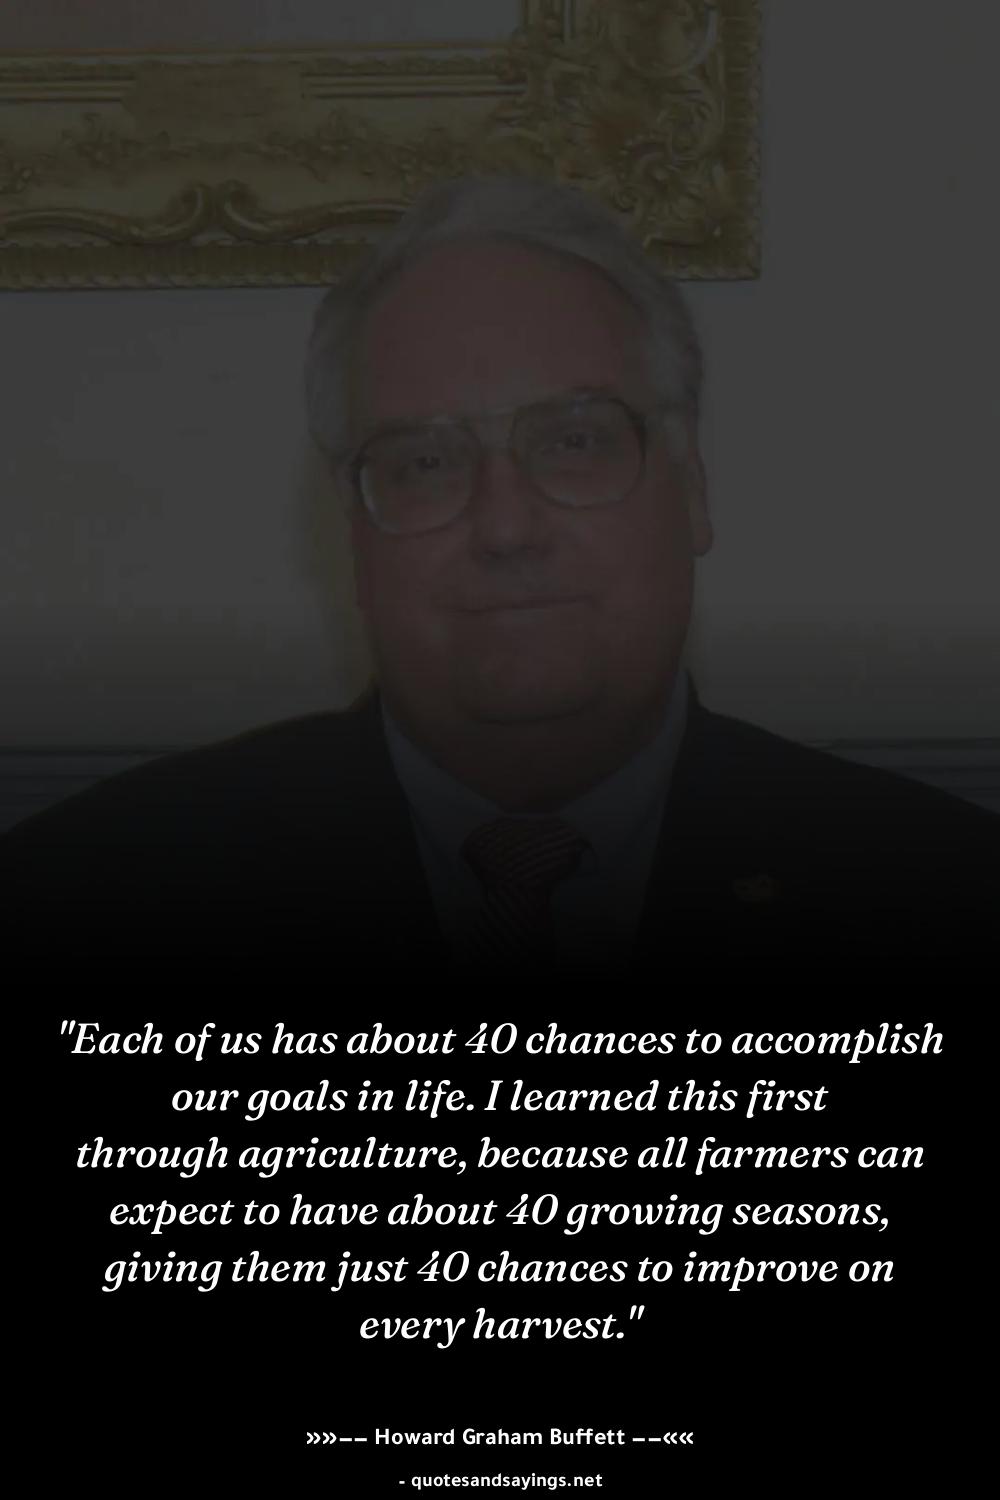 "Each of us has about 40 chances to accomplish
our goals in life. I learned this first
through agriculture, because all farmers can
expect to have about 40 growing seasons,
giving them just 40 chances to improve on
every harvest."
»»−− Howard Graham Buffett −−««
- quotesandsayings.net